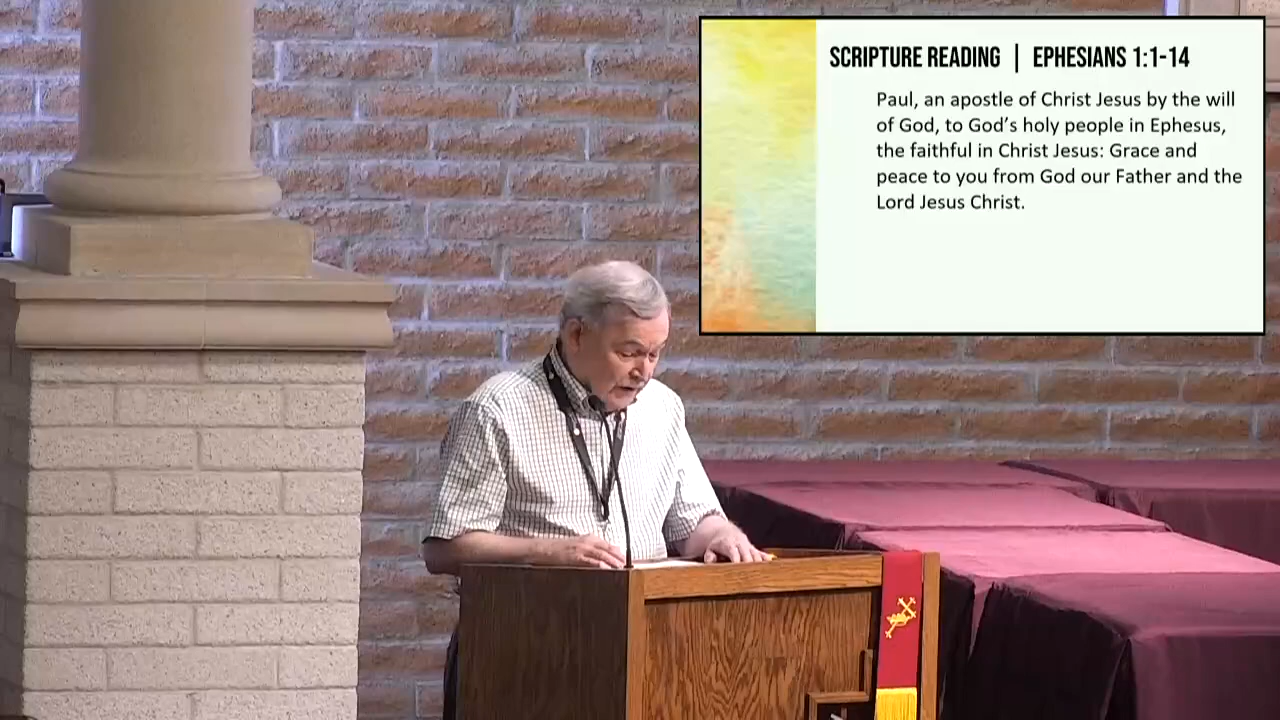 SCRIPTURE READING | EPHESIANS 1:1-14
Paul, an apostle of Christ Jesus by the will
of God, to God's holy people in Ephesus,
the faithful in Christ Jesus: Grace and
peace to you from God our Father and the
Lord Jesus Christ.